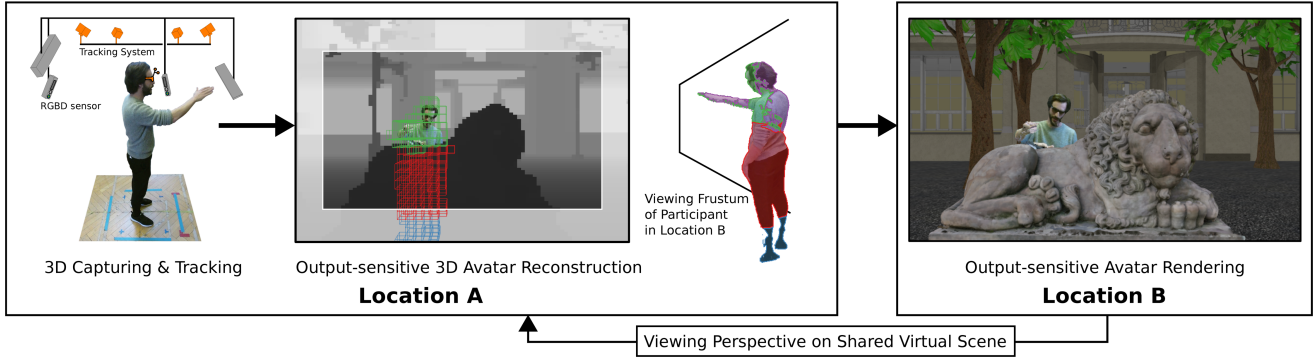 Tracking System
RGBD sensor
3D Capturing & Tracking
Output-sensitive 3D Avatar Reconstruction
Viewing Frustum
of Participant
in Location B
Location A
Output-sensitive Avatar Rendering
Location B
Viewing Perspective on Shared Virtual Scene